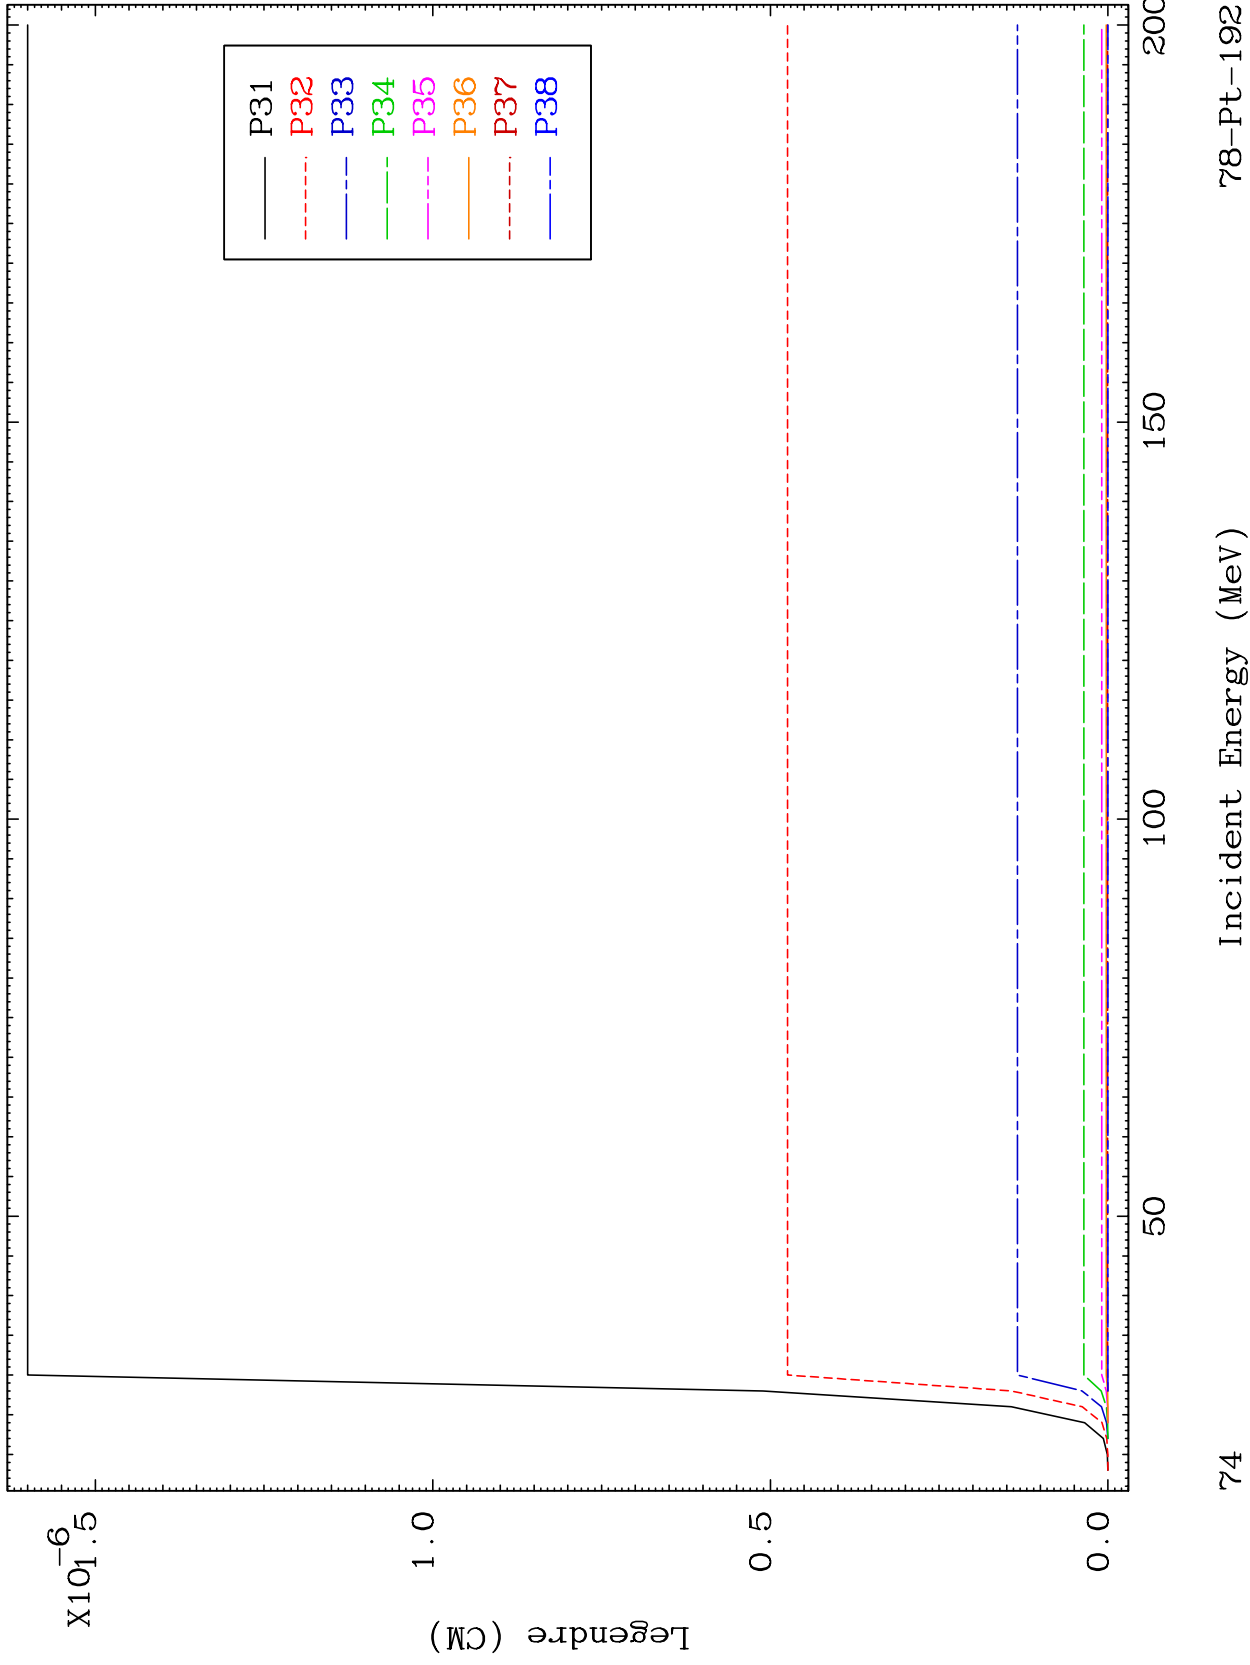 X10-6
1.5
1.0
0.5
0.0
Legendre (CM)
P31
P32
P33
P34
P35
P36
P37
P38
50
100
150
200
Incident Energy (MeV)
74
78-Pt-192